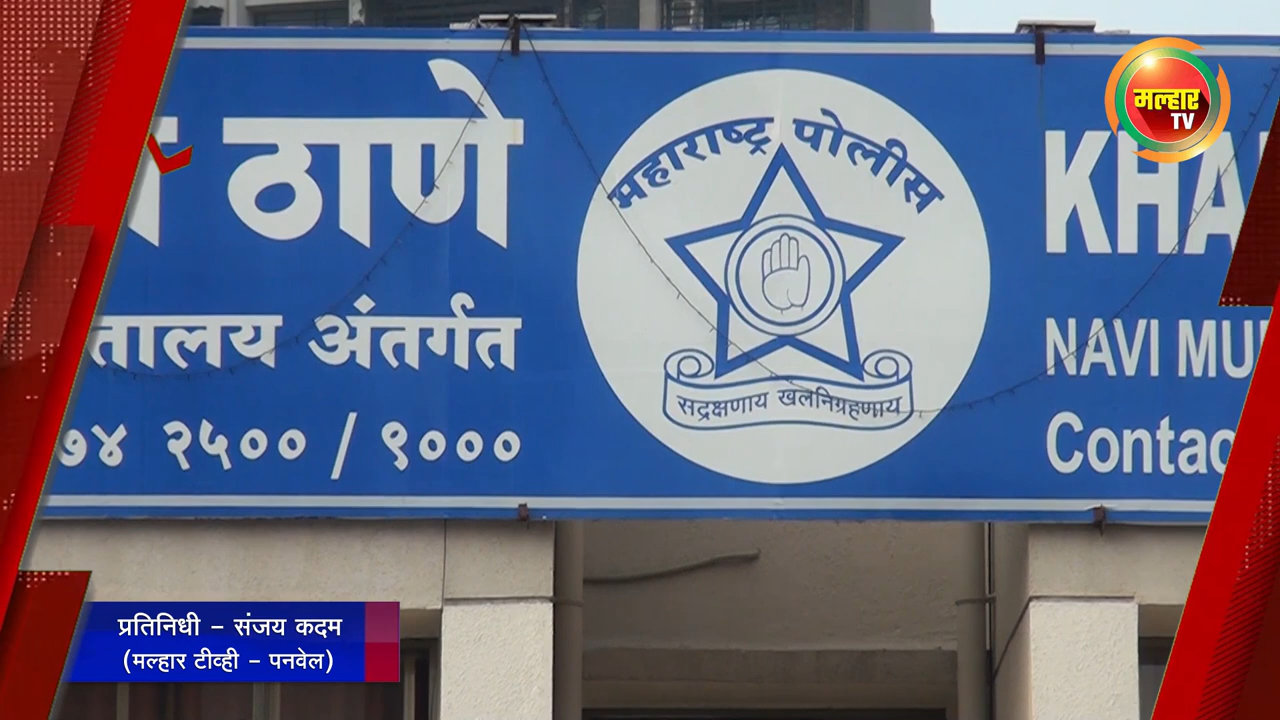 ठाणे
तालय अंतर्गत
७४ २५०० / ९०००
महाराष्ट्र पोलीस
सद्रक्षणाय खलनिग्रहणाय
KHA
NAVI MU
Contac
मल्हार
TV
प्रतिनिधी - संजय कदम
(मल्हार टीव्ही - पनवेल)